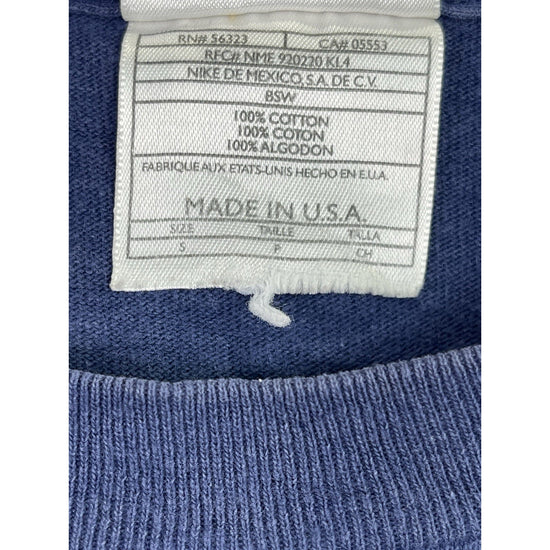 RN# 56323 CA# 05553
RFC# NME 920220 KL4
NIKE DE MEXICO, S.A. DE C.V.
BSW
100% COTTON
100% COTON
100% ALGODON
FABRIQUE AUX ETATS-UNIS HECHO EN E.U.A.
MADE IN U.S.A.
SIZE TAILLE TALLA
S P CH